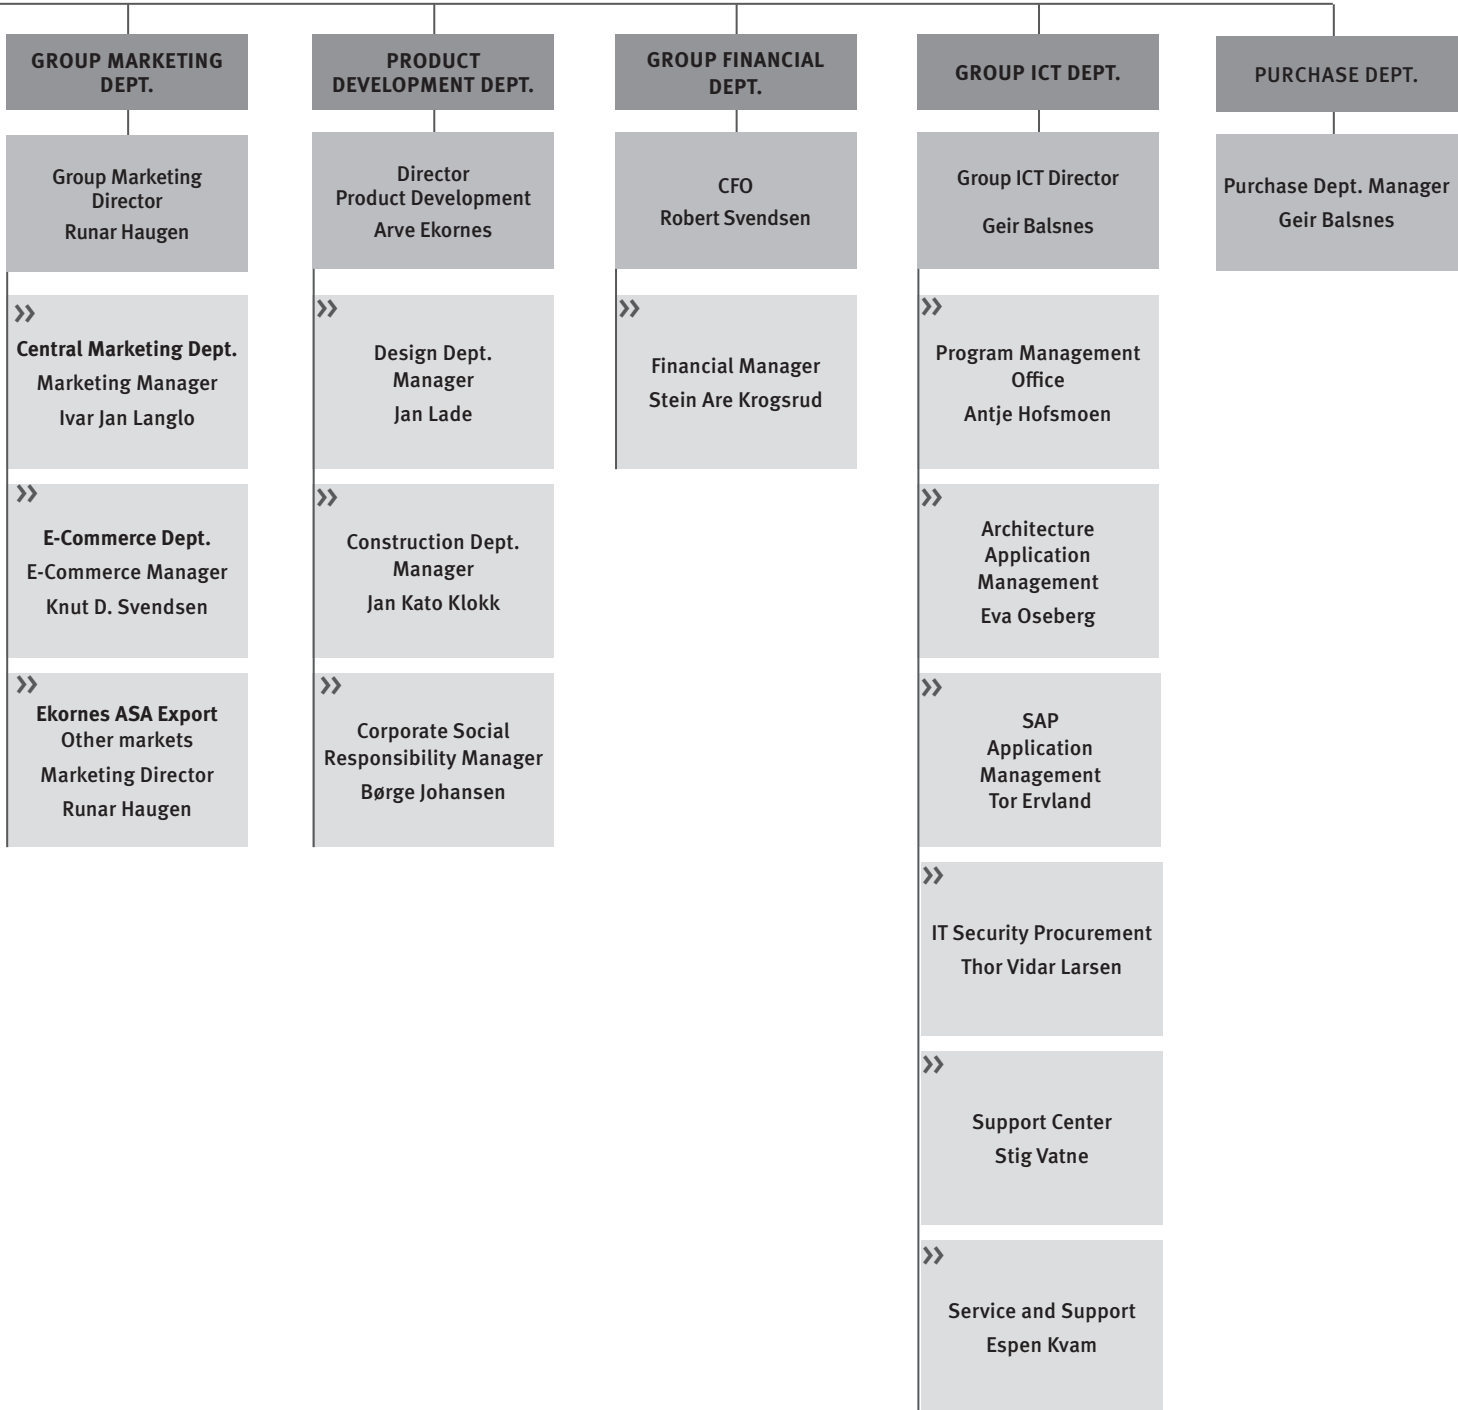 GROUP MARKETING
DEPT.
Group Marketing
Director
Runar Haugen
»
Central Marketing Dept.
Marketing Manager
Ivar Jan Langlo
»
E-Commerce Dept.
E-Commerce Manager
Knut D. Svendsen
»
Ekornes ASA Export
Other markets
Marketing Director
Runar Haugen
PRODUCT
DEVELOPMENT DEPT.
Director
Product Development
Arve Ekornes
»
Design Dept.
Manager
Jan Lade
»
Construction Dept.
Manager
Jan Kato Klokk
»
Corporate Social
Responsibility Manager
Børge Johansen
GROUP FINANCIAL
DEPT.
CFO
Robert Svendsen
»
Financial Manager
Stein Are Krogsrud
GROUP ICT DEPT.
Group ICT Director
Geir Balsnes
»
Program Management
Office
Antje Hofsmoen
»
Architecture
Application
Management
Eva Oseberg
»
SAP
Application
Management
Tor Ervland
»
IT Security Procurement
Thor Vidar Larsen
»
Support Center
Stig Vatne
»
Service and Support
Espen Kvam
PURCHASE DEPT.
Purchase Dept. Manager
Geir Balsnes